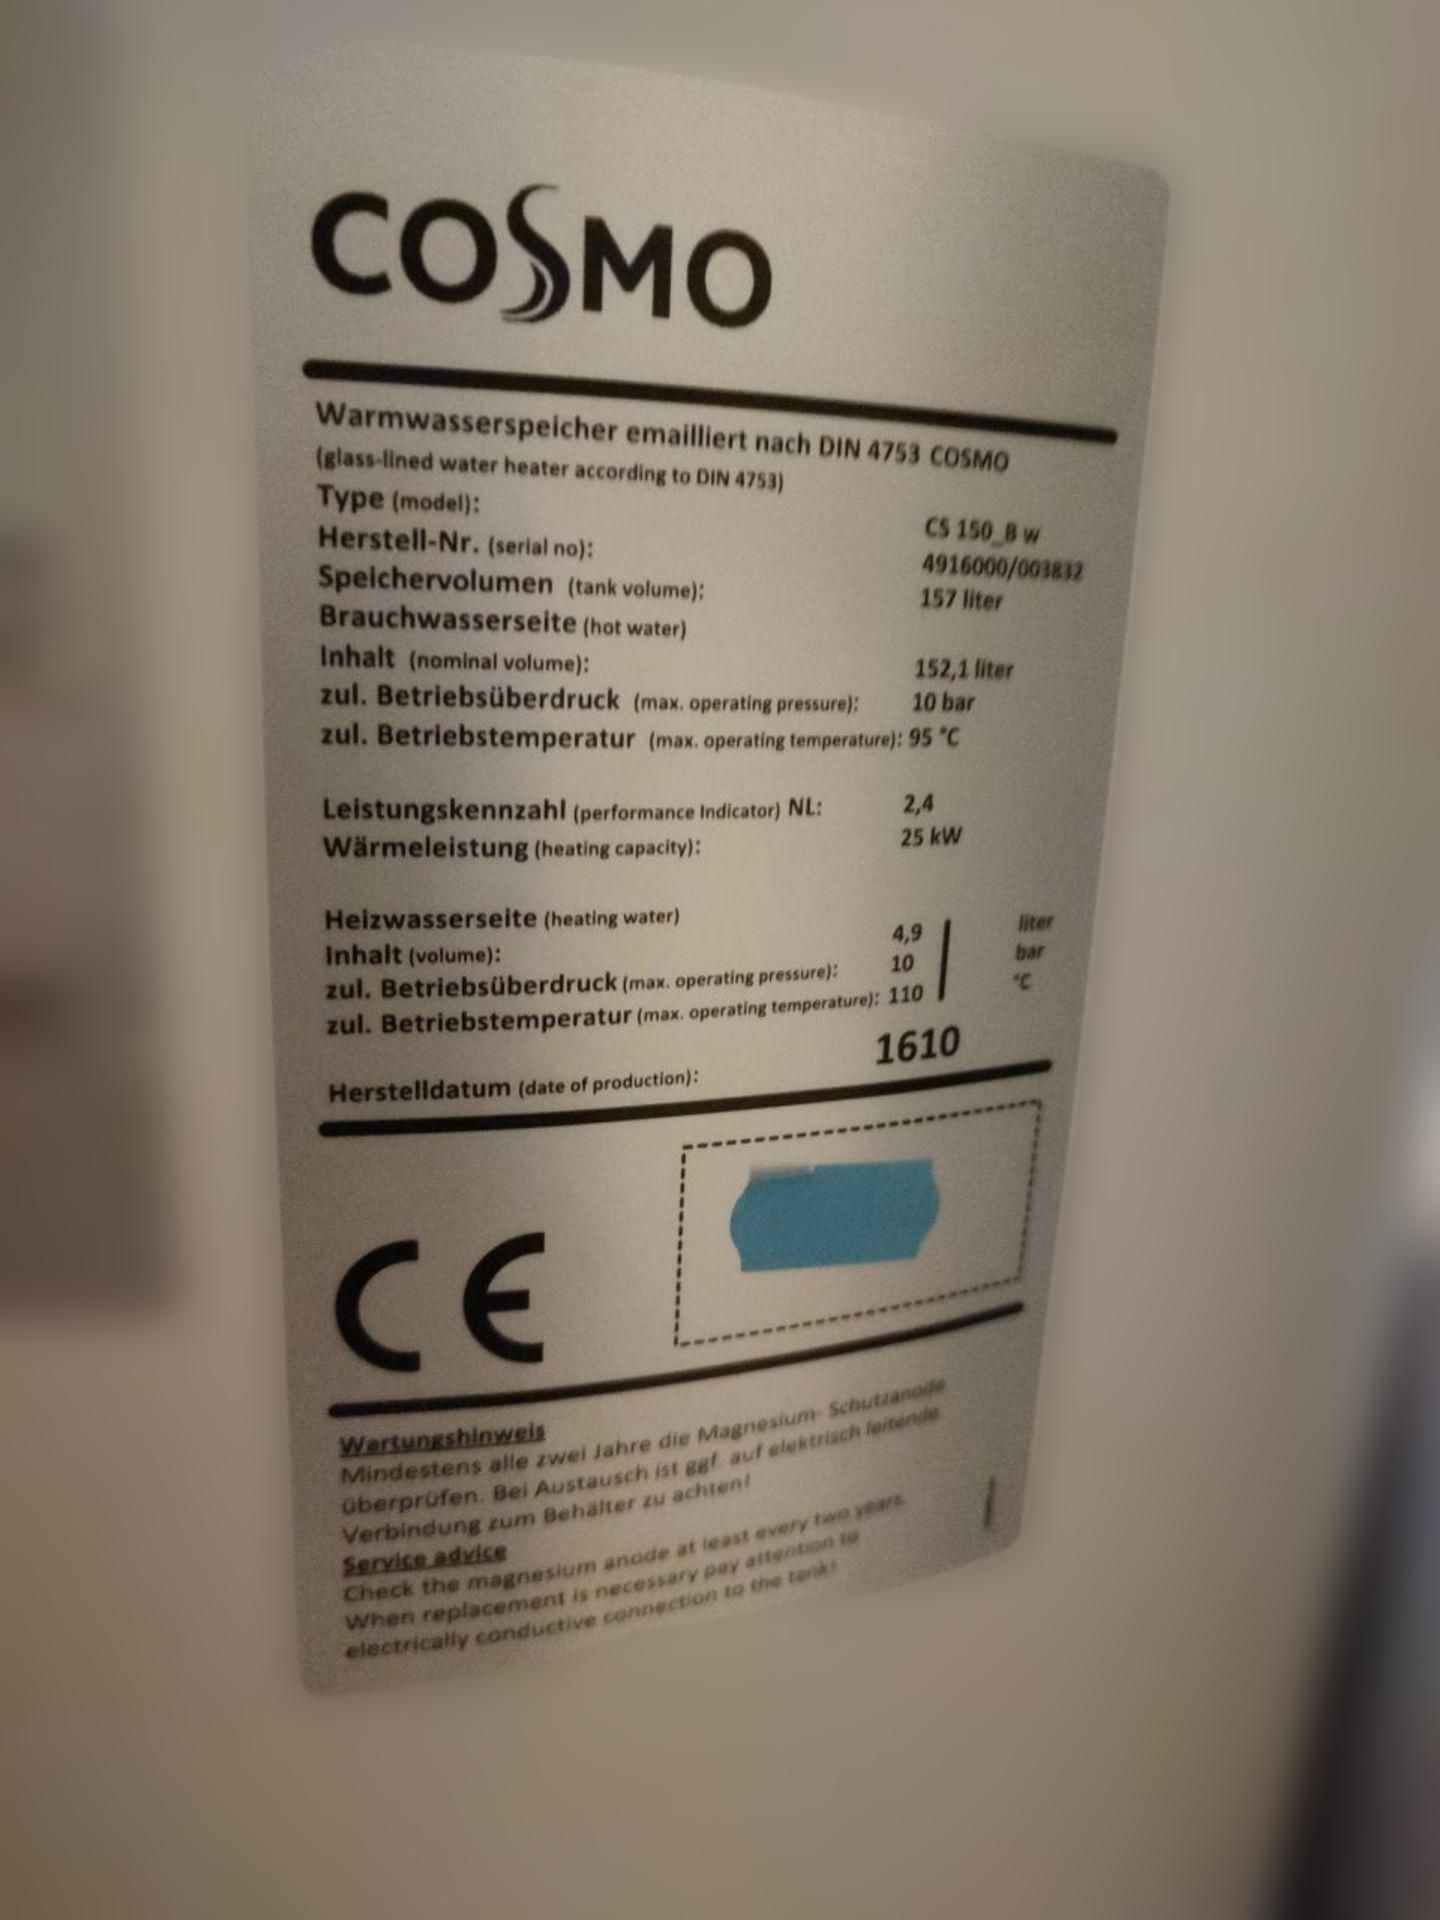 COSMO
Warmwasserspeicher emailliert nach DIN 4753 COSMO
(glass-lined water heater according to DIN 4753)
Type (model): CS 150_B w
Herstell-Nr. (serial no): 4916000/003832
Speichervolumen (tank volume): 157 liter
Brauchwasserseite (hot water)
Inhalt (nominal volume): 152,1 liter
zul. Betriebsüberdruck (max. operating pressure): 10 bar
zul. Betriebstemperatur (max. operating temperature): 95 °C
Leistungskennzahl (performance Indicator) NL: 2,4
Wärmeleistung (heating capacity): 25 kW
Heizwasserseite (heating water)
Inhalt (volume): 4,9 liter
zul. Betriebsüberdruck (max. operating pressure): 10 bar
zul. Betriebstemperatur (max. operating temperature): 110 °C
Herstelldatum (date of production): 1610
CE
Wartungshinweis
Mindestens alle zwei Jahre die Magnesium- Schutzanode
überprüfen. Bei Austausch ist ggf. auf elektrisch leitende
Verbindung zum Behälter zu achten!
Service advice
Check the magnesium anode at least every two years.
When replacement is necessary pay attention to
electrically conductive connection to the tank!